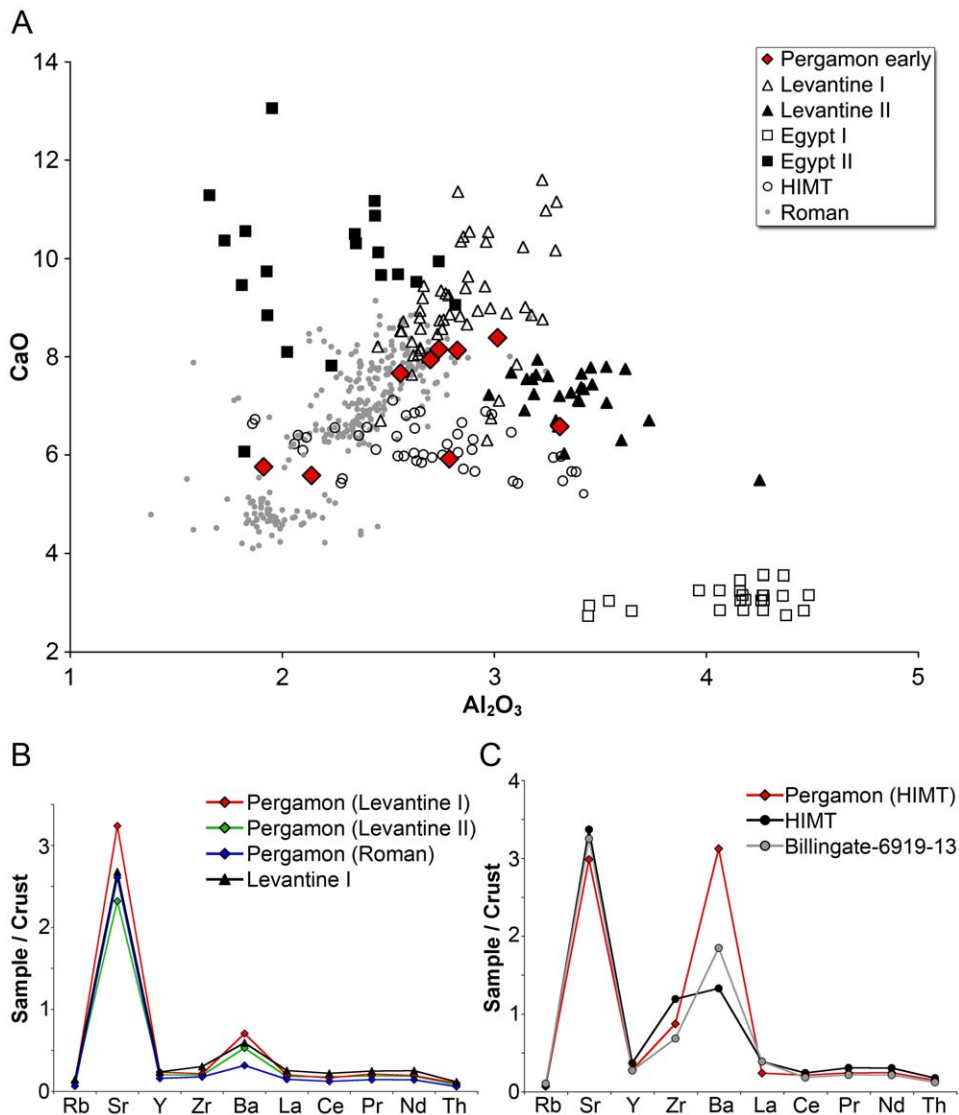 A
14
12
10
8
6
4
2
CaO
1 2 3 4 5
Al₂O₃
Pergamon early
Levantine I
Levantine II
Egypt I
Egypt II
HIMT
Roman
B
3
2
1
0
Sample / Crust
Rb Sr Y Zr Ba La Ce Pr Nd Th
Pergamon (Levantine I)
Pergamon (Levantine II)
Pergamon (Roman)
Levantine I
C
4
3
2
1
0
Sample / Crust
Rb Sr Y Zr Ba La Ce Pr Nd Th
Pergamon (HIMT)
HIMT
Billingate-6919-13